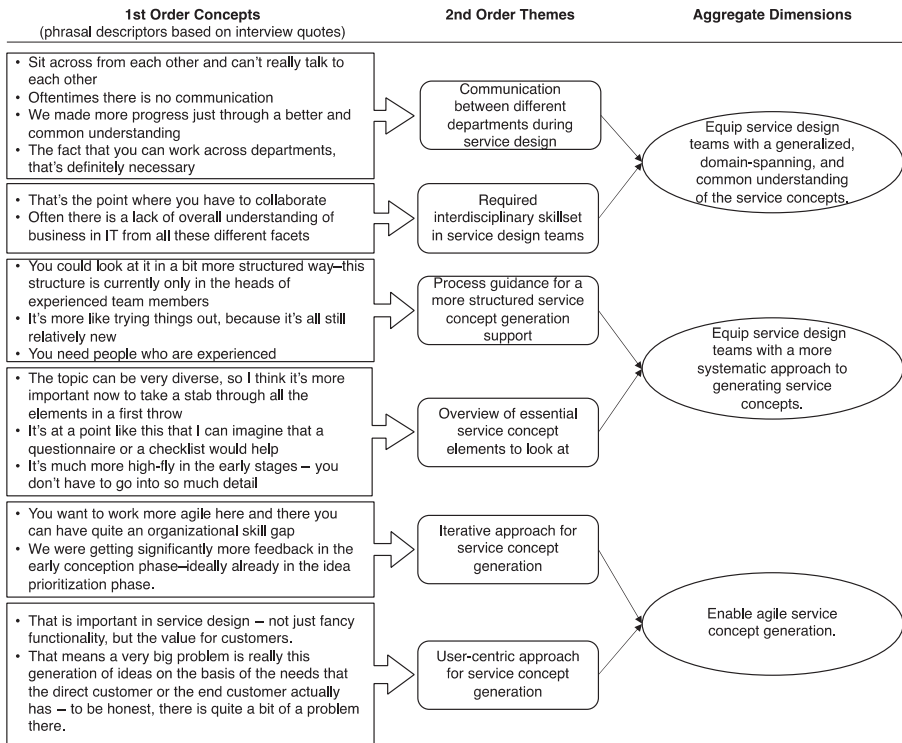 1st Order Concepts
(phrasal descriptors based on interview quotes)
2nd Order Themes
Aggregate Dimensions
• Sit across from each other and can't really talk to
each other
• Oftentimes there is no communication
• We made more progress just through a better and
common understanding
• The fact that you can work across departments,
that's definitely necessary
Communication
between different
departments during
service design
Equip service design
teams with a generalized,
domain-spanning, and
common understanding
of the service concepts.
• That's the point where you have to collaborate
• Often there is a lack of overall understanding of
business in IT from all these different facets
Required
interdisciplinary skillset
in service design teams
• You could look at it in a bit more structured way–this
structure is currently only in the heads of
experienced team members
• It's more like trying things out, because it's all still
relatively new
• You need people who are experienced
Process guidance for a
more structured service
concept generation
support
Equip service design
teams with a more
systematic approach to
generating service
concepts.
• The topic can be very diverse, so I think it's more
important now to take a stab through all the
elements in a first throw
• It's at a point like this that I can imagine that a
questionnaire or a checklist would help
• It's much more high-fly in the early stages – you
don't have to go into so much detail
Overview of essential
service concept
elements to look at
• You want to work more agile here and there you
can have quite an organizational skill gap
• We were getting significantly more feedback in the
early conception phase–ideally already in the idea
prioritization phase.
Iterative approach for
service concept
generation
Enable agile service
concept generation.
• That is important in service design – not just fancy
functionality, but the value for customers.
• That means a very big problem is really this
generation of ideas on the basis of the needs that
the direct customer or the end customer actually
has – to be honest, there is quite a bit of a problem
there.
User-centric approach
for service concept
generation